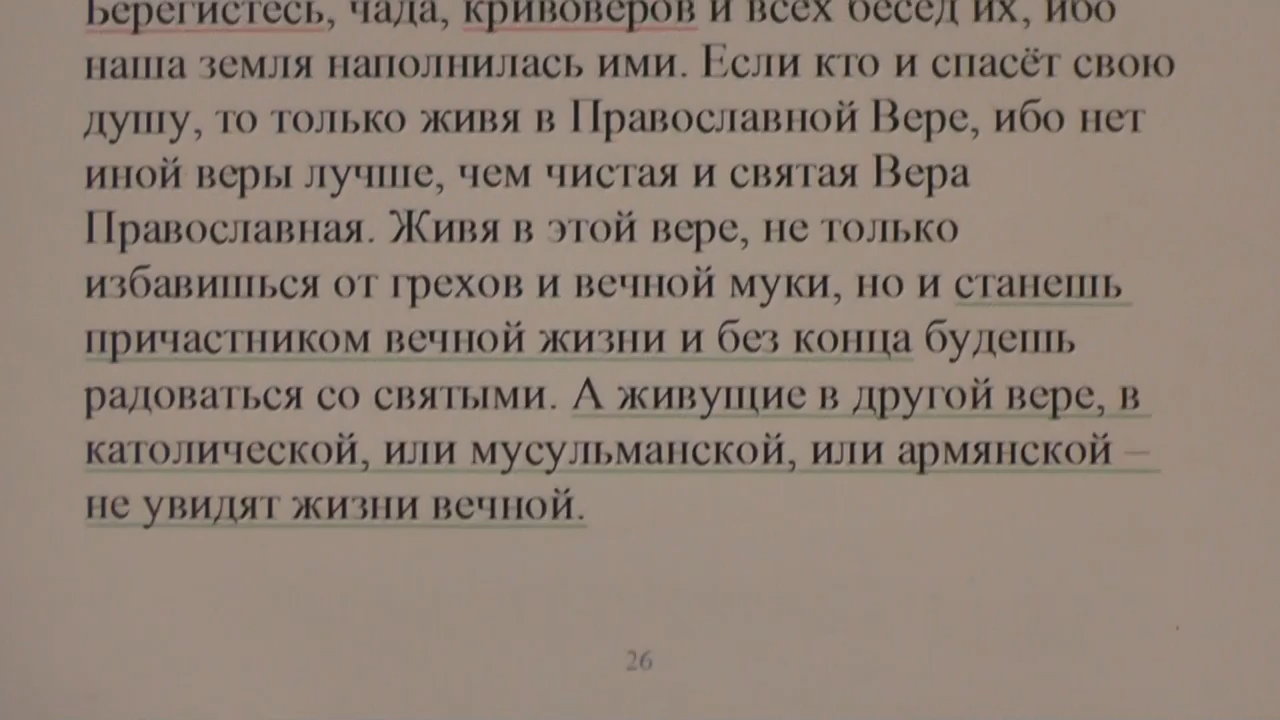 Берегистесь, чада, кривоверов и всех бесед их, ибо
наша земля наполнилась ими. Если кто и спасёт свою
душу, то только живя в Православной Вере, ибо нет
иной веры лучше, чем чистая и святая Вера
Православная. Живя в этой вере, не только
избавишься от грехов и вечной муки, но и станешь
причастником вечной жизни и без конца будешь
радоваться со святыми. А живущие в другой вере, в
католической, или мусульманской, или армянской –
не увидят жизни вечной.
26